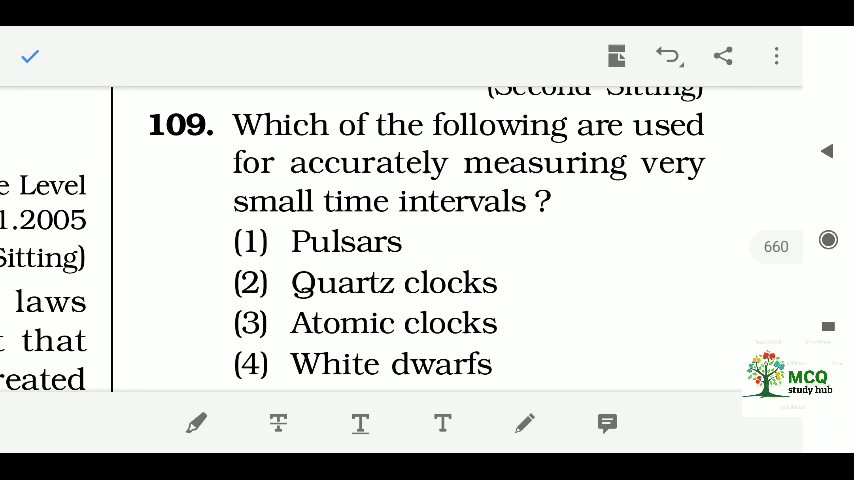 (Second Sitting)
109. Which of the following are used
for accurately measuring very
small time intervals ?
(1) Pulsars
(2) Quartz clocks
(3) Atomic clocks
(4) White dwarfs
e Level
1.2005
Sitting)
laws
that
reated
660
MCQ
study hub